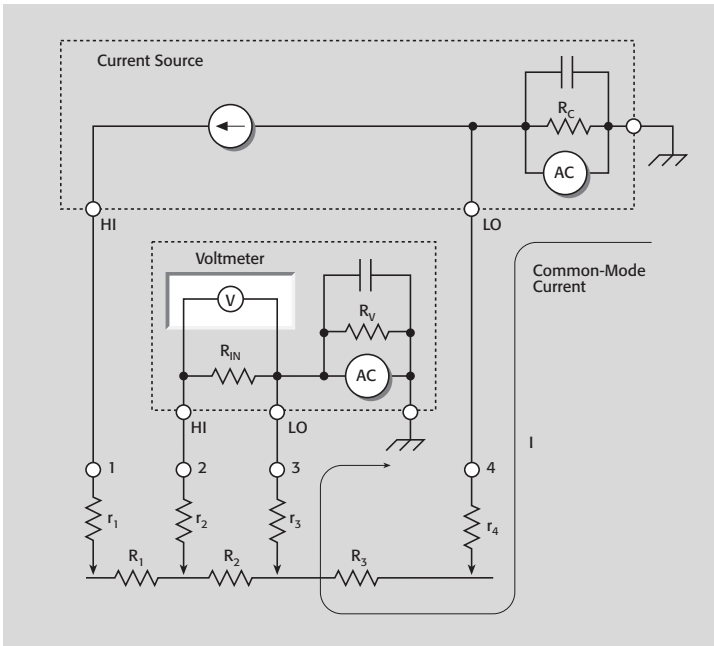 Current Source
R_C
AC
HI
LO
Voltmeter
V
R_IN
R_V
AC
HI
LO
Common-Mode
Current
I
1
2
3
4
r_1
r_2
r_3
r_4
R_1
R_2
R_3